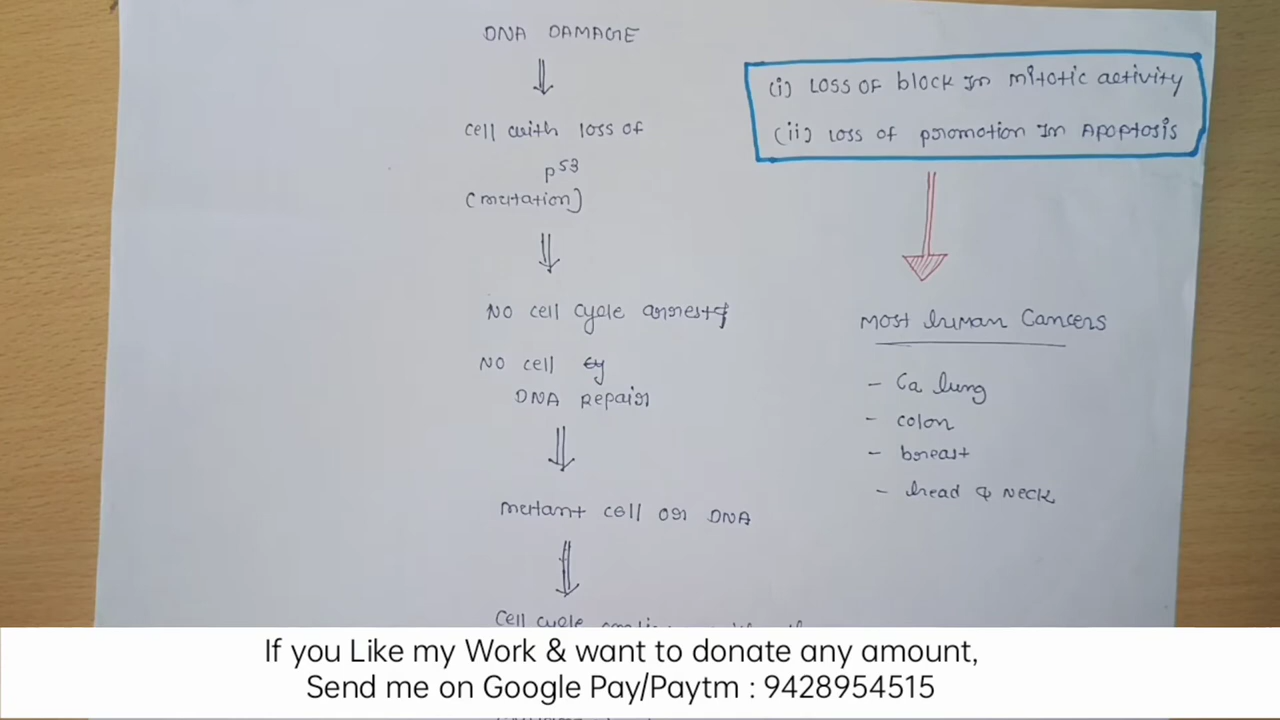 DNA DAMAGE
cell with loss of
p53
(mutation)
NO cell cycle arrest &
NO cell cy
DNA Repair
mutant cell or DNA
Cell cycle
(i) LOSS OF block In mitotic activity
(ii) Loss of promotion In APOPTOSIS
Most human Cancers
- Ca lung
- colon
- breast
- head & NECK
If you Like my Work & want to donate any amount,
Send me on Google Pay/Paytm : 9428954515